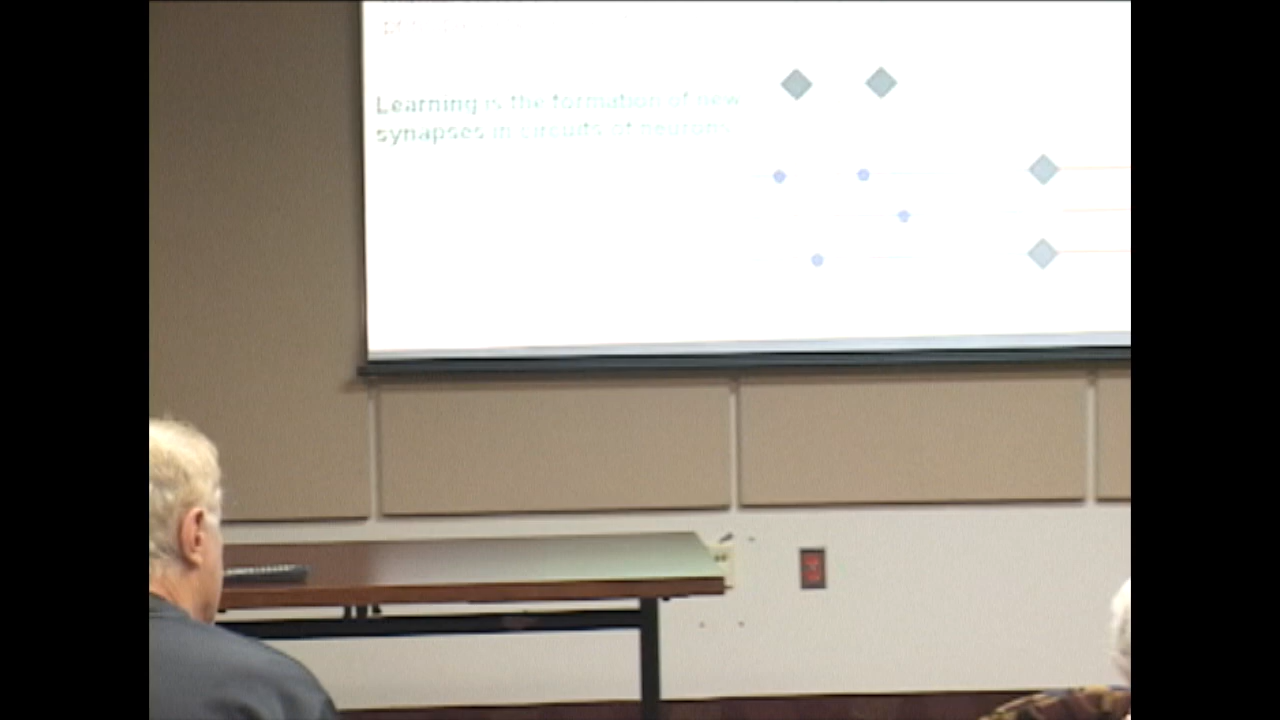 Learning is the formation of new
synapses in circuits of neurons